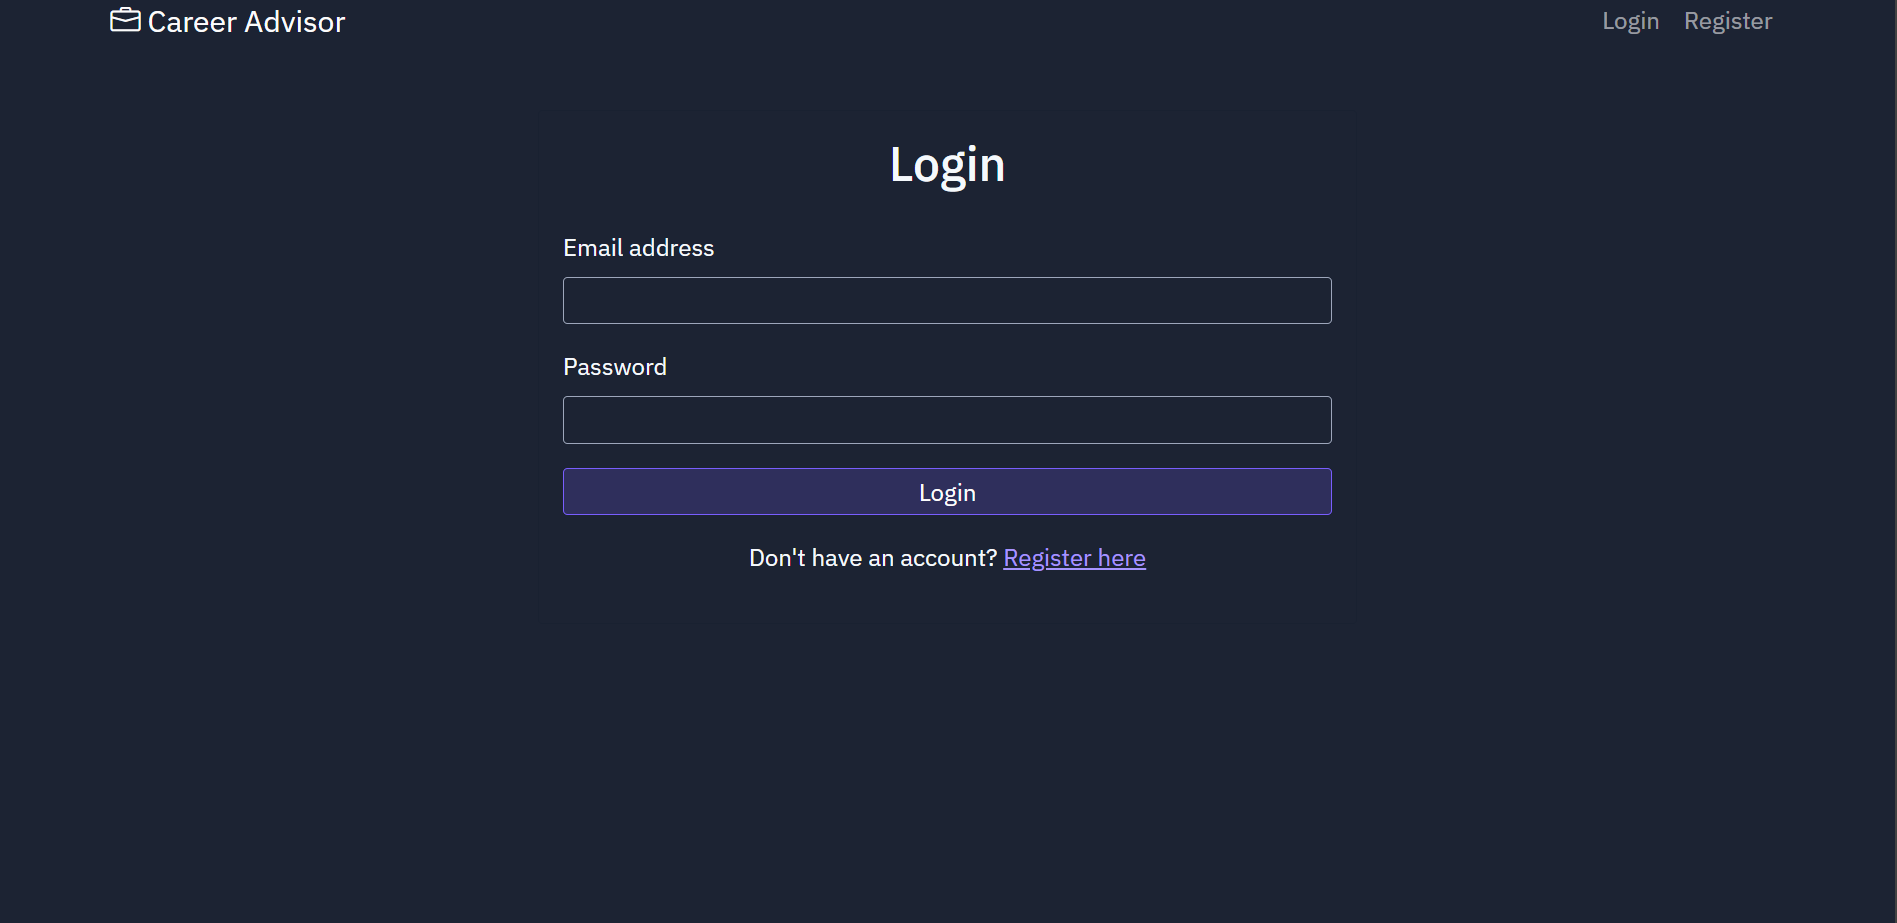 Career Advisor
Login Register
Login
Email address
Password
Login
Don't have an account? Register here